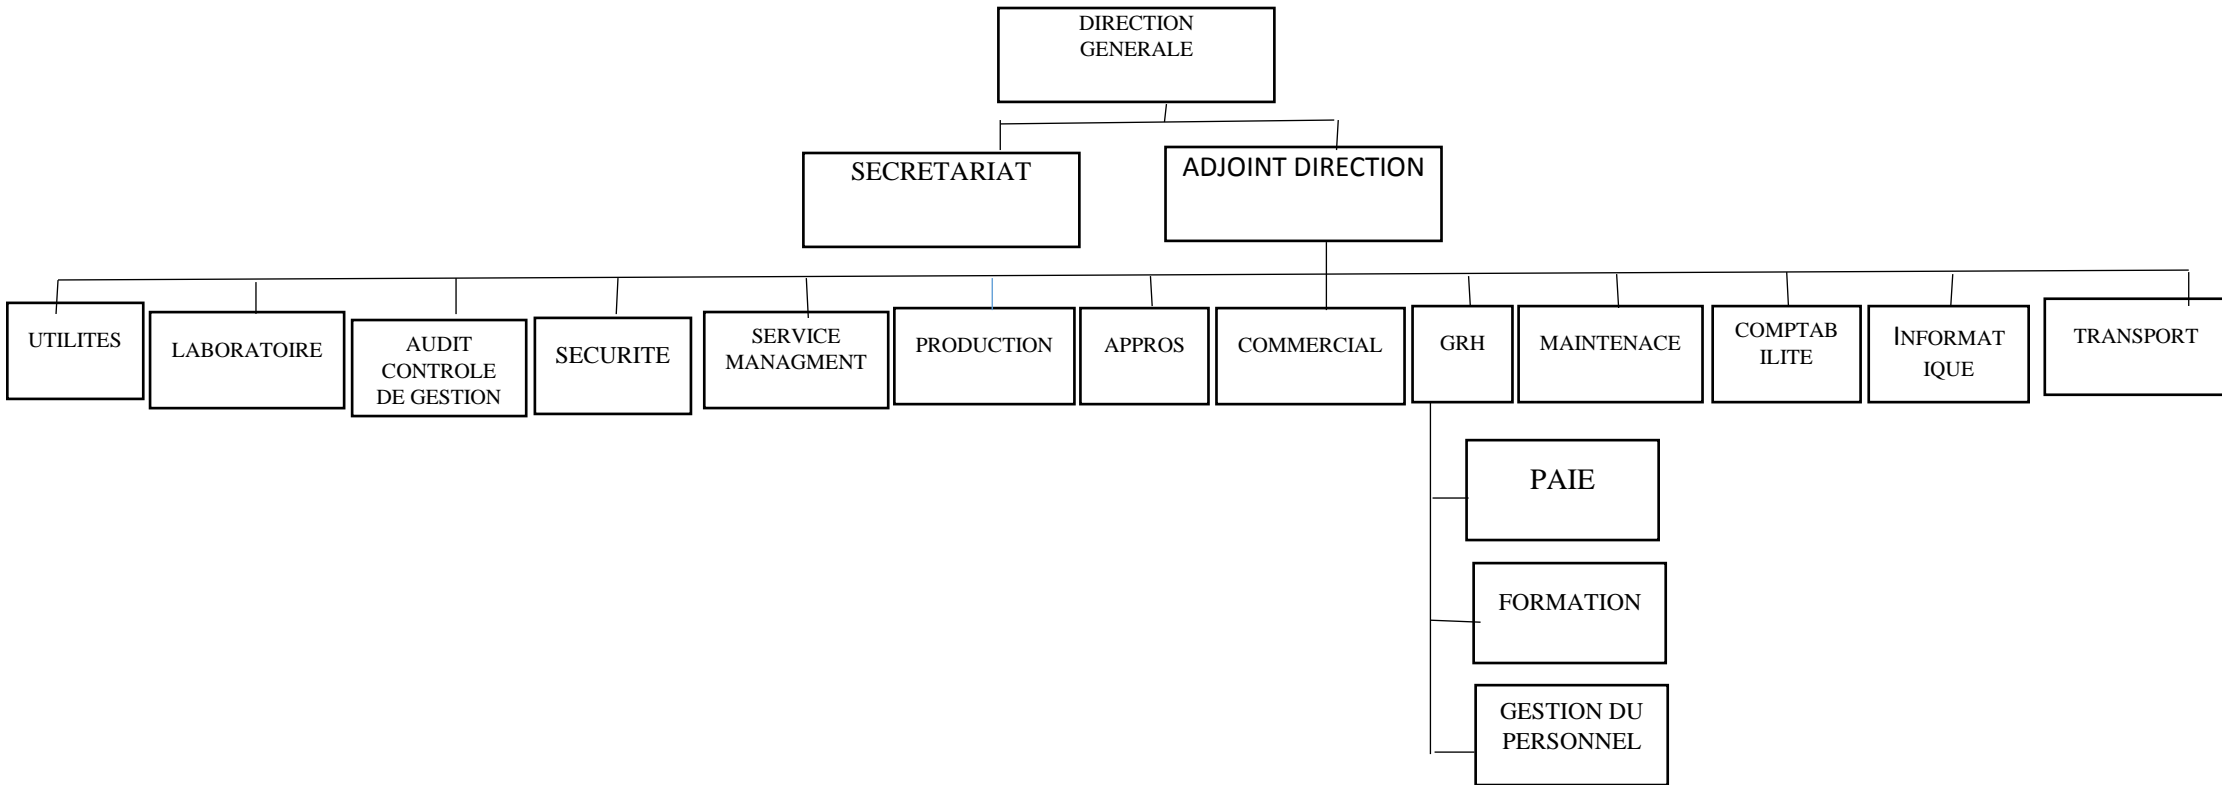 DIRECTION
GENERALE
SECRETARIAT
ADJOINT DIRECTION
UTILITES
LABORATOIRE
AUDIT
CONTROLE
DE GESTION
SECURITE
SERVICE
MANAGMENT
PRODUCTION
APPROS
COMMERCIAL
GRH
MAINTENACE
COMPTAB
ILITE
INFORMAT
IQUE
TRANSPORT
PAIE
FORMATION
GESTION DU
PERSONNEL